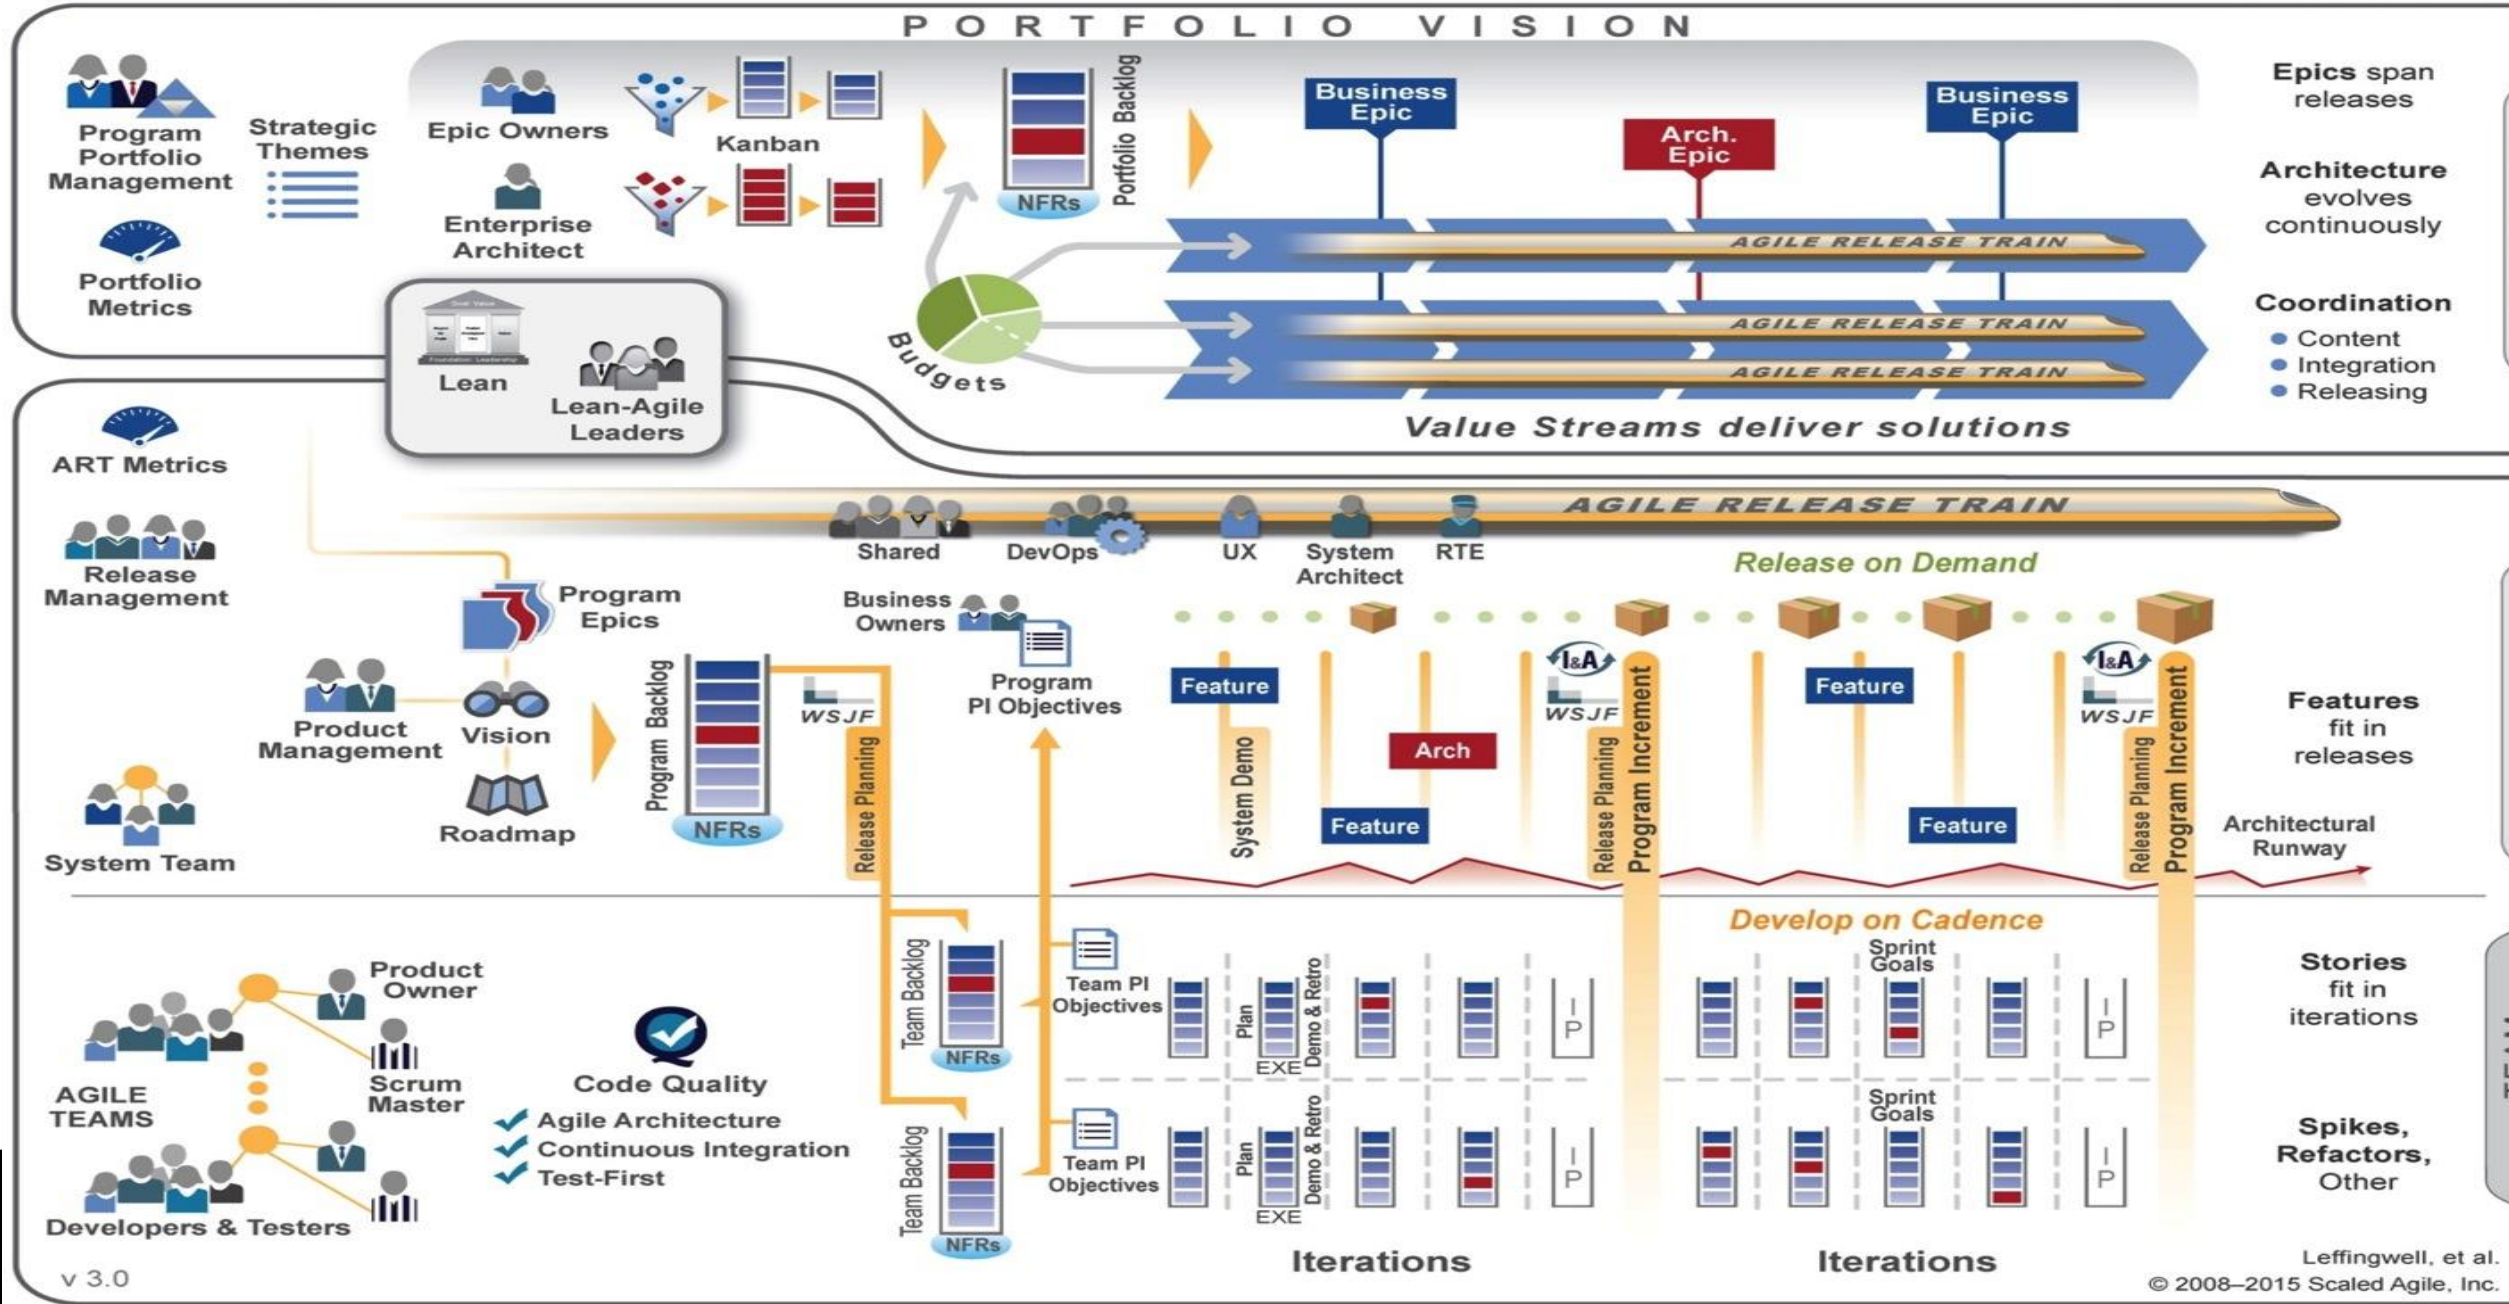 PORTFOLIO VISION
Program
Portfolio
Management
Strategic
Themes
Portfolio
Metrics
Epic Owners
Enterprise
Architect
Kanban
Portfolio Backlog
NFRs
Business
Epic
Arch.
Epic
Business
Epic
AGILE RELEASE TRAIN
AGILE RELEASE TRAIN
AGILE RELEASE TRAIN
Value Streams deliver solutions
Budgets
Epics span
releases
Architecture
evolves
continuously
Coordination
Content
Integration
Releasing
Foundation: Leadership
Lean
Lean-Agile
Leaders
ART Metrics
Release
Management
System Team
Program
Epics
Product
Management
Vision
Roadmap
Program Backlog
NFRs
AGILE RELEASE TRAIN
Shared
DevOps
UX
System
Architect
RTE
Business
Owners
Program
PI Objectives
WSJF
Release Planning
Release on Demand
Feature
System Demo
Feature
Arch
I&A
WSJF
Release Planning
Program Increment
Feature
Feature
I&A
WSJF
Release Planning
Program Increment
Features
fit in
releases
Architectural
Runway
Develop on Cadence
AGILE
TEAMS
Product
Owner
Scrum
Master
Developers & Testers
Code Quality
Agile Architecture
Continuous Integration
Test-First
Team Backlog
NFRs
Team PI
Objectives
Plan
EXE
Demo & Retro
I
P
Sprint
Goals
I
P
Team Backlog
NFRs
Team PI
Objectives
Plan
EXE
Demo & Retro
I
P
Sprint
Goals
I
P
Iterations
Iterations
Stories
fit in
iterations
Spikes,
Refactors,
Other
v 3.0
Leffingwell, et al.
© 2008–2015 Scaled Agile, Inc.